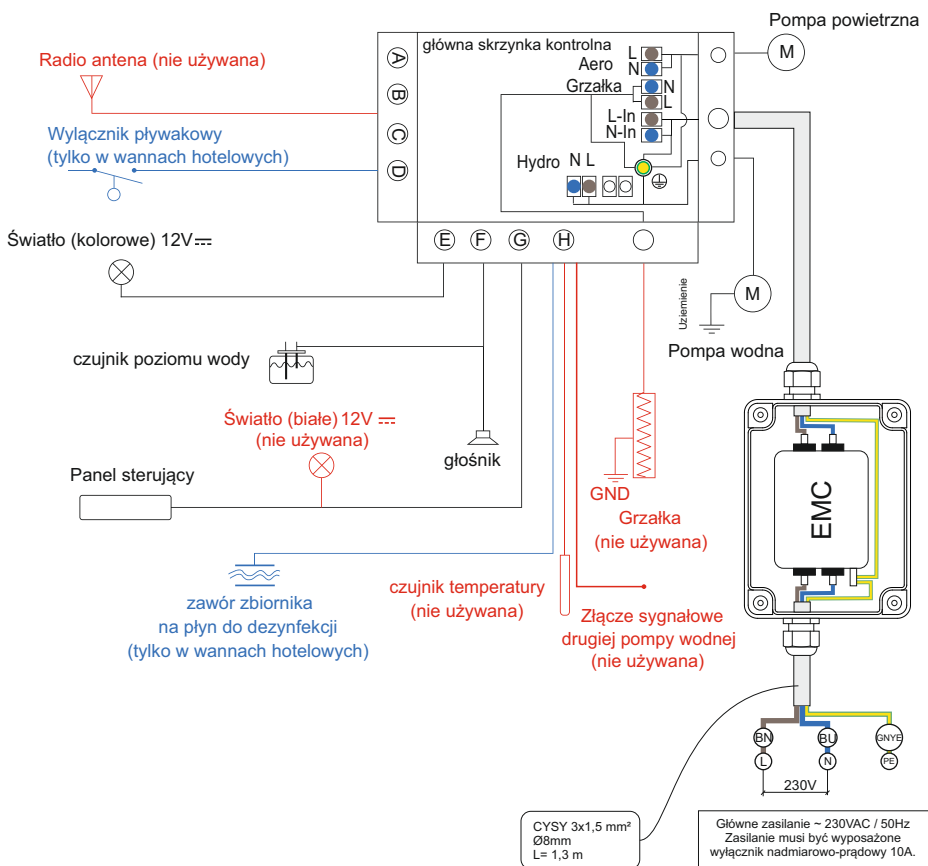 Pompa powietrzna
M
główna skrzynka kontrolna
L
Aero
N
Grzałka
N
L
L-In
N-In
Hydro
N L
A
B
C
D
E
F
G
H
Radio antena (nie używana)
Wyłącznik pływakowy
(tylko w wannach hotelowych)
Światło (kolorowe) 12V
czujnik poziomu wody
Światło (białe) 12V
(nie używana)
głośnik
Panel sterujący
zawór zbiornika
na płyn do dezynfekcji
(tylko w wannach hotelowych)
czujnik temperatury
(nie używana)
GND
Grzałka
(nie używana)
Złącze sygnałowe
drugiej pompy wodnej
(nie używana)
Uziemienie
M
Pompa wodna
EMC
BN
BU
GNYE
L
N
PE
230V
CYSY 3x1,5 mm²
Ø8mm
L= 1,3 m
Główne zasilanie ~ 230VAC / 50Hz
Zasilanie musi być wyposażone
wyłącznik nadmiarowo-prądowy 10A.